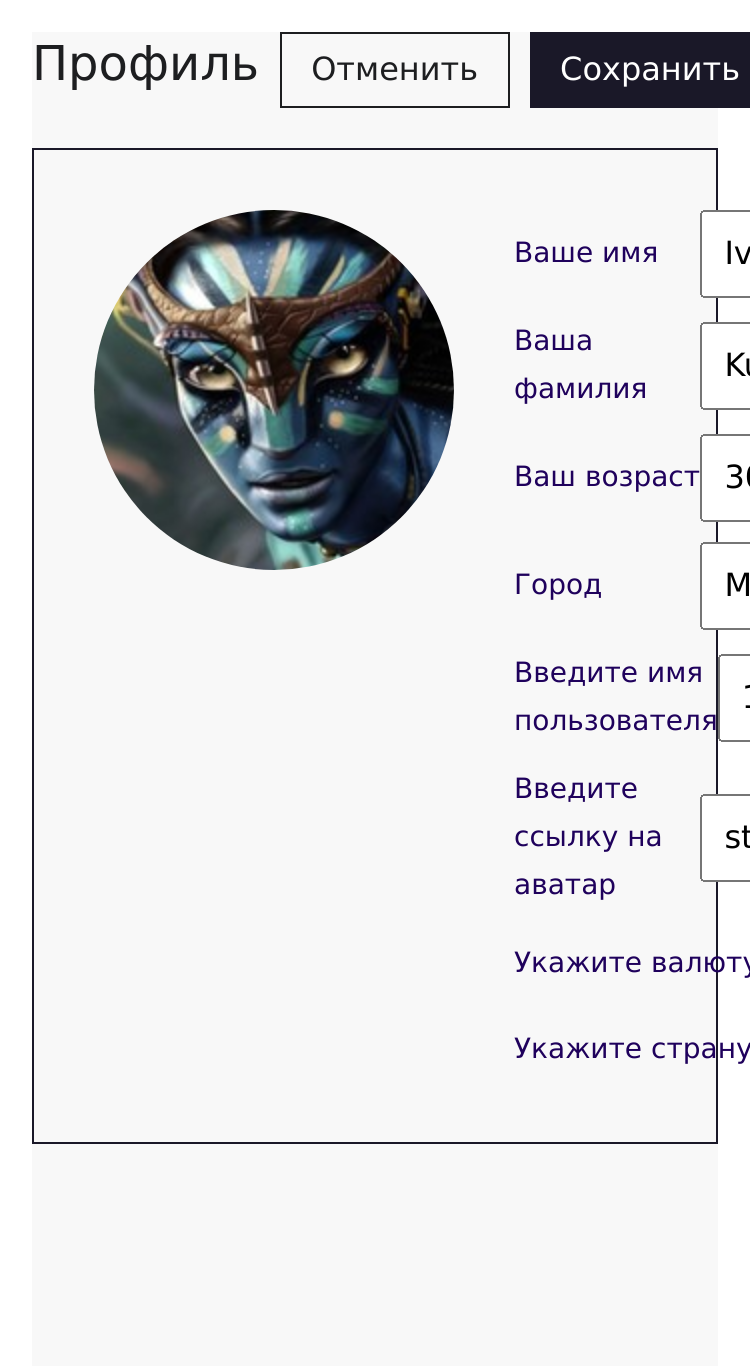 Профиль Отменить Сохранить
Ваше имя Iv
Ваша
фамилия Ku
Ваш возраст 30
Город M
Введите имя
пользователя 1
Введите
ссылку на st
аватар
Укажите валюту
Укажите страну